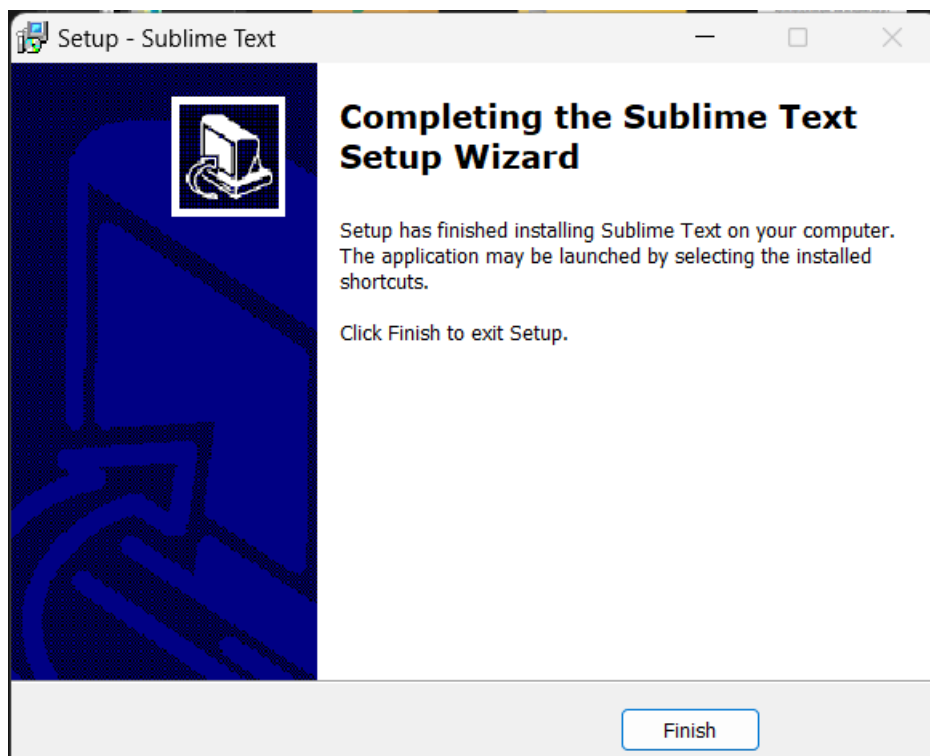 Setup - Sublime Text
Completing the Sublime Text
Setup Wizard
Setup has finished installing Sublime Text on your computer.
The application may be launched by selecting the installed
shortcuts.
Click Finish to exit Setup.
Finish